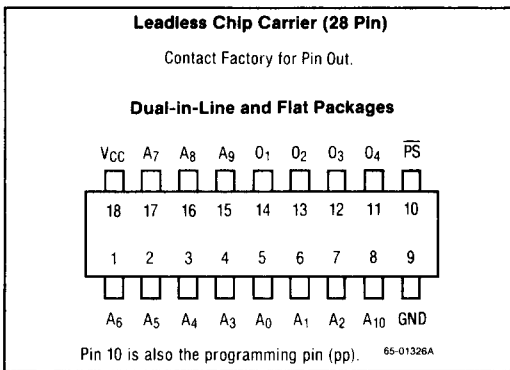 Leadless Chip Carrier (28 Pin)
Contact Factory for Pin Out.
Dual-in-Line and Flat Packages
VCC A7 A8 A9 O1 O2 O3 O4 P̅S̅
18 17 16 15 14 13 12 11 10
1 2 3 4 5 6 7 8 9
A6 A5 A4 A3 A0 A1 A2 A10 GND
Pin 10 is also the programming pin (pp). 65-01326A